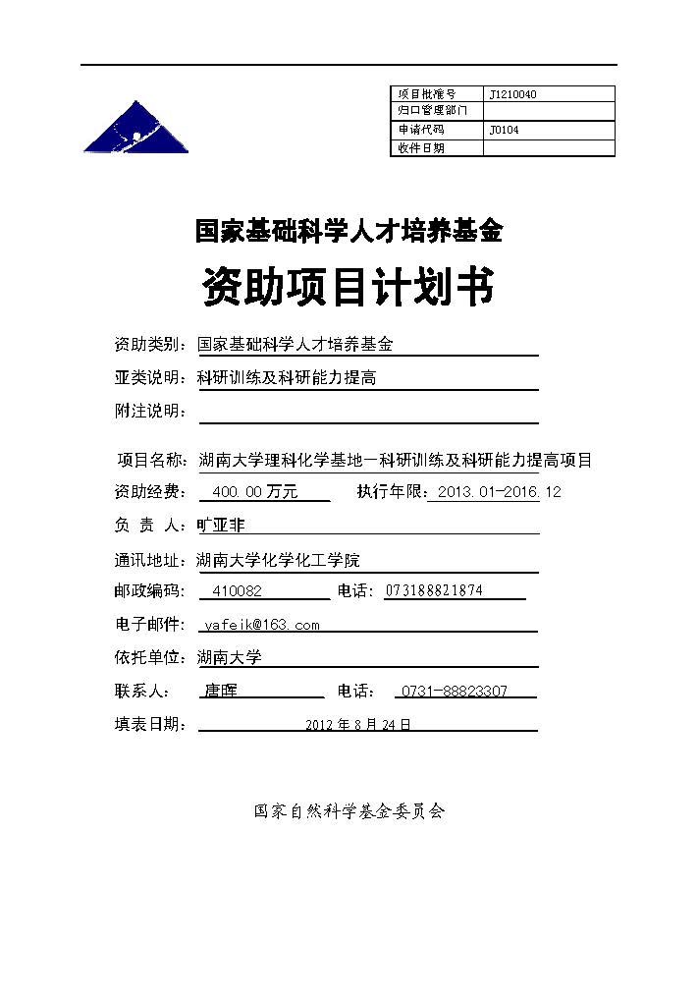 项目批准号 J1210040
归口管理部门
申请代码 J0104
收件日期
国家基础科学人才培养基金
资助项目计划书
资助类别：国家基础科学人才培养基金
亚类说明：科研训练及科研能力提高
附注说明：
项目名称：湖南大学理科化学基地—科研训练及科研能力提高项目
资助经费： 400.00 万元 执行年限：2013.01-2016.12
负 责 人：旷亚非
通讯地址：湖南大学化学化工学院
邮政编码： 410082 电话：073188821874
电子邮件： yafeik@163.com
依托单位：湖南大学
联系人： 唐晖 电话： 0731-88823307
填表日期： 2012 年 8 月 24 日
国家自然科学基金委员会